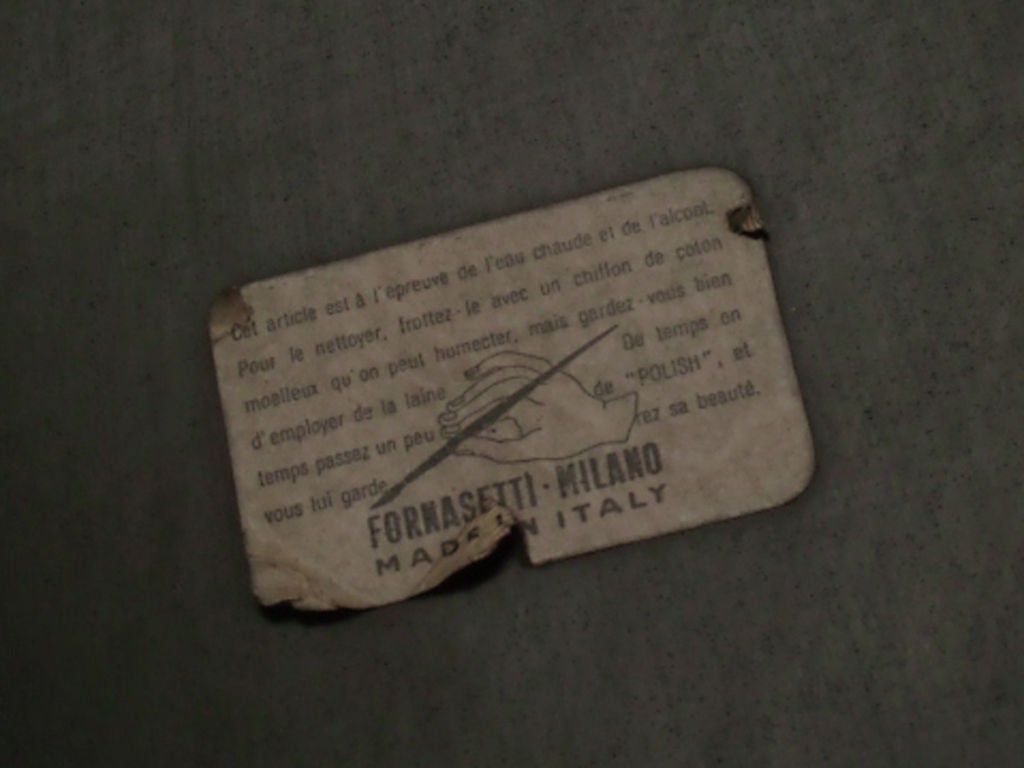 Cet article est à l'épreuve de l'eau chaude et de l'alcool.
Pour le nettoyer, frottez-le avec un chiffon de coton
moelleux qu'on peut humecter, mais gardez-vous bien
d'employer de la laine De temps en
temps passez un peu de "POLISH", et
vous lui garde rez sa beauté.
FORNASETTI · MILANO
MADE IN ITALY